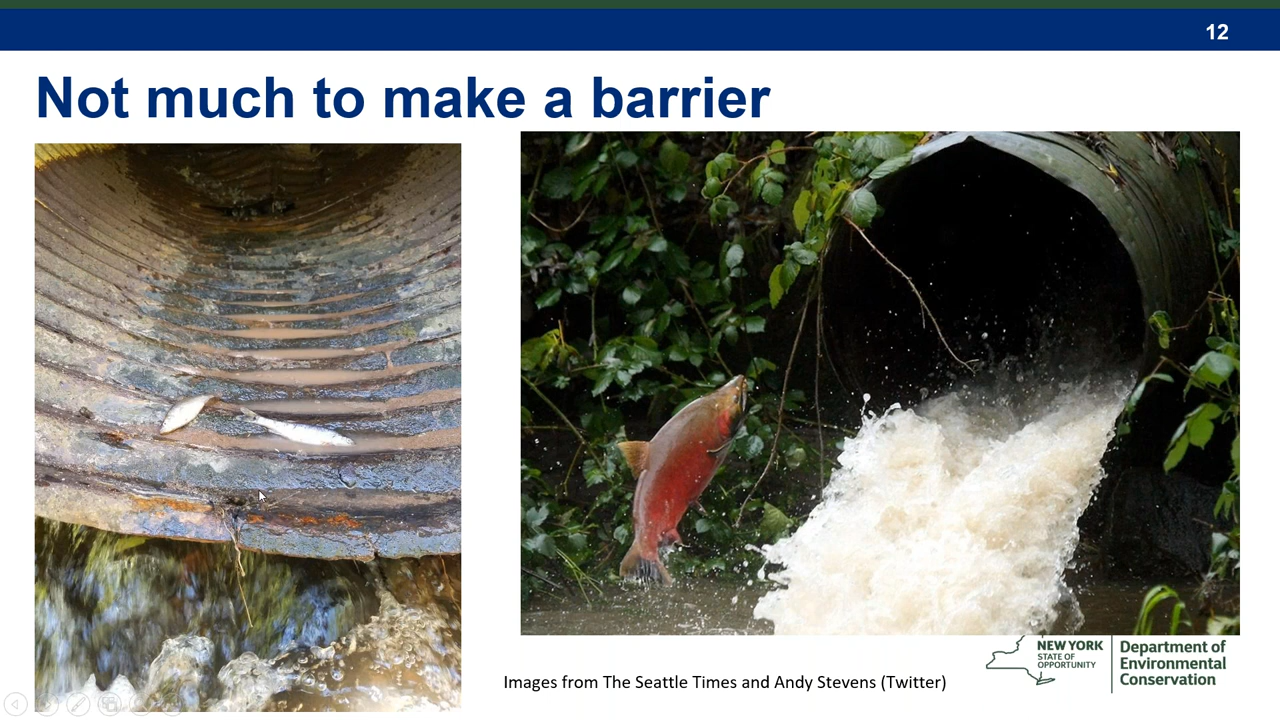 12
Not much to make a barrier
Images from The Seattle Times and Andy Stevens (Twitter)
NEW YORK
STATE OF
OPPORTUNITY
Department of
Environmental
Conservation